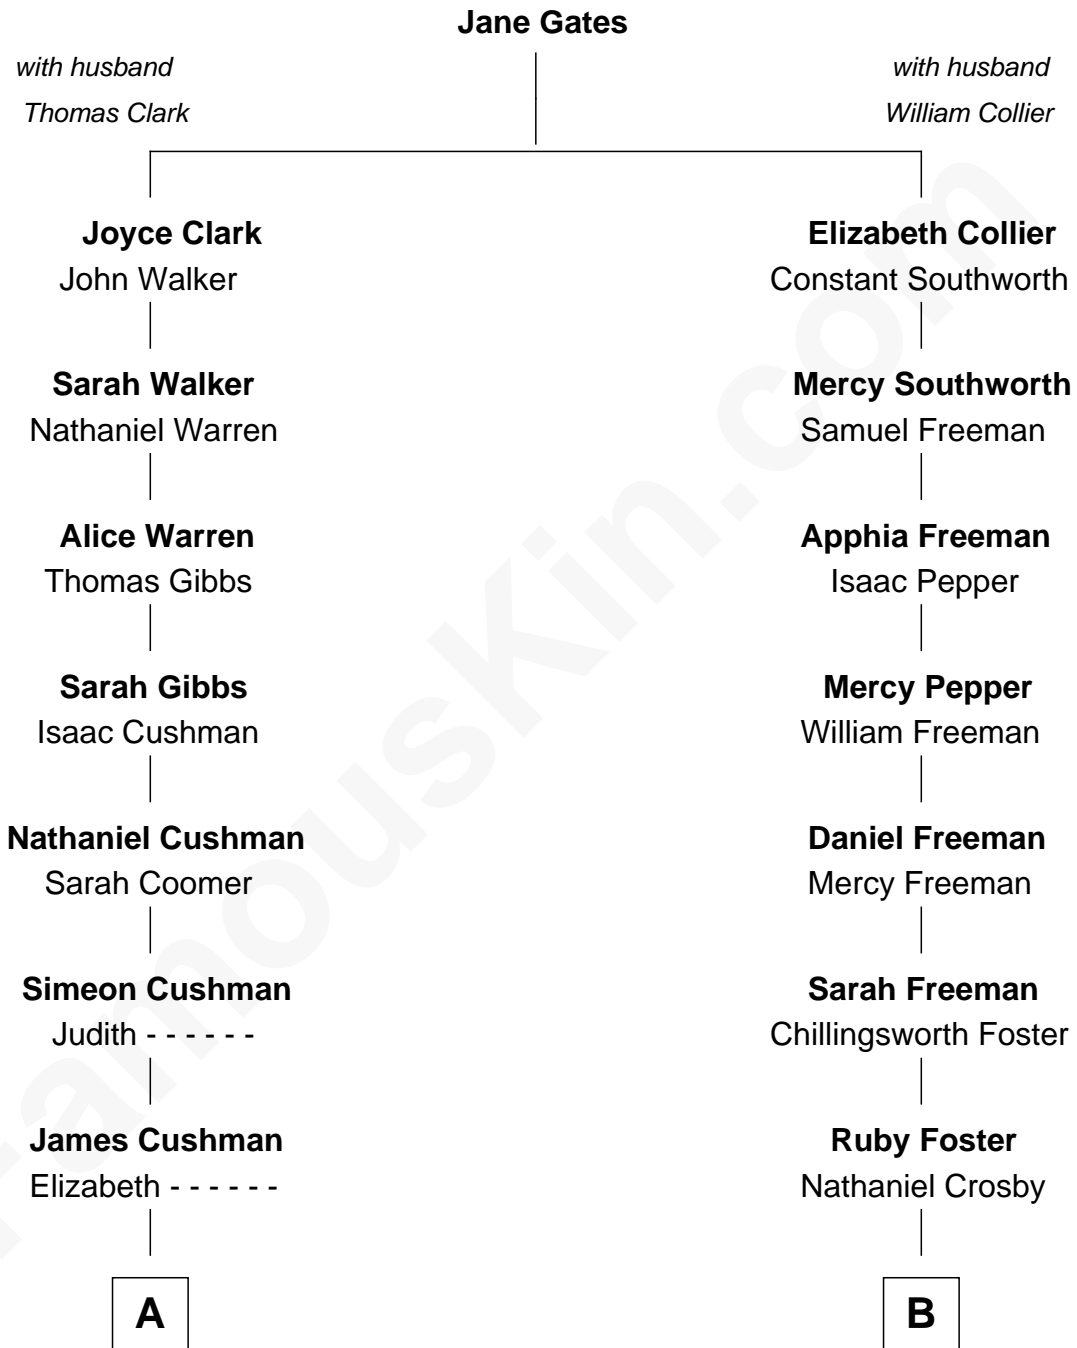 Jane Gates
with husband
Thomas Clark
with husband
William Collier
Joyce Clark
John Walker
Elizabeth Collier
Constant Southworth
Sarah Walker
Nathaniel Warren
Mercy Southworth
Samuel Freeman
Alice Warren
Thomas Gibbs
Apphia Freeman
Isaac Pepper
Sarah Gibbs
Isaac Cushman
Mercy Pepper
William Freeman
Nathaniel Cushman
Sarah Coomer
Daniel Freeman
Mercy Freeman
Simeon Cushman
Judith - - - - - -
Sarah Freeman
Chillingsworth Foster
James Cushman
Elizabeth - - - - - -
Ruby Foster
Nathaniel Crosby
A
B
FamousKin.com